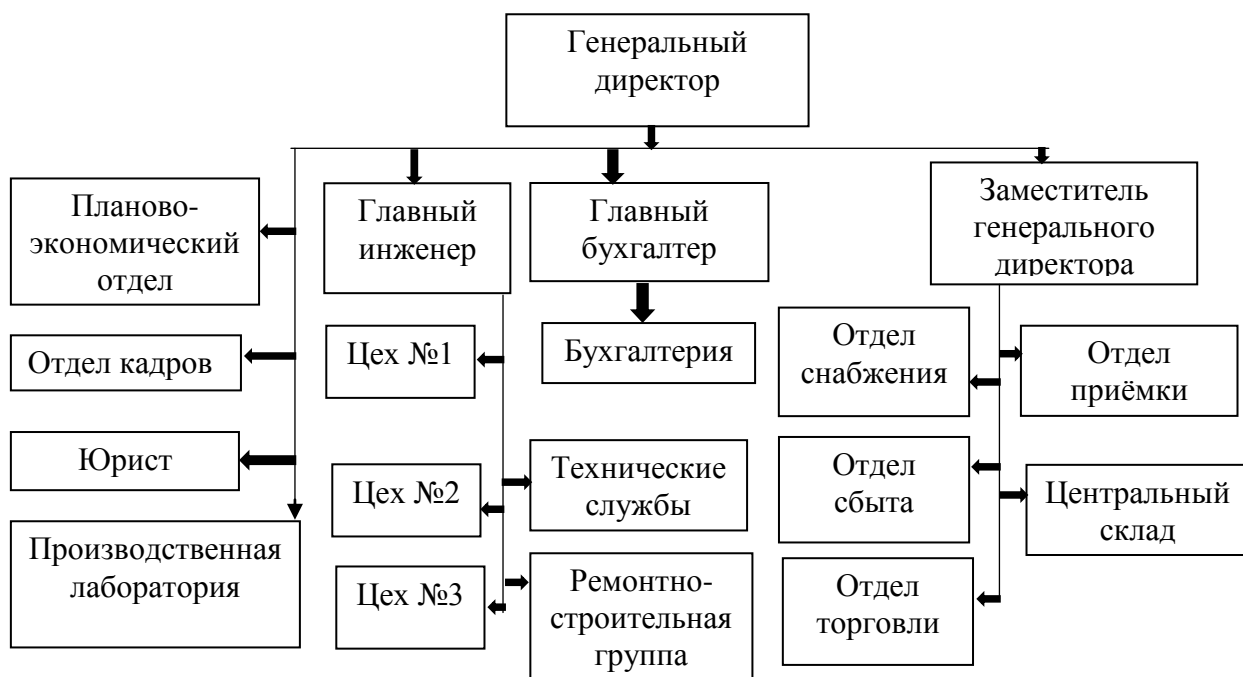 Генеральный
директор
Планово-
экономический
отдел
Главный
инженер
Главный
бухгалтер
Заместитель
генерального
директора
Отдел кадров
Цех №1
Бухгалтерия
Отдел
снабжения
Отдел
приёмки
Юрист
Цех №2
Технические
службы
Отдел
сбыта
Центральный
склад
Производственная
лаборатория
Цех №3
Ремонтно-
строительная
группа
Отдел
торговли